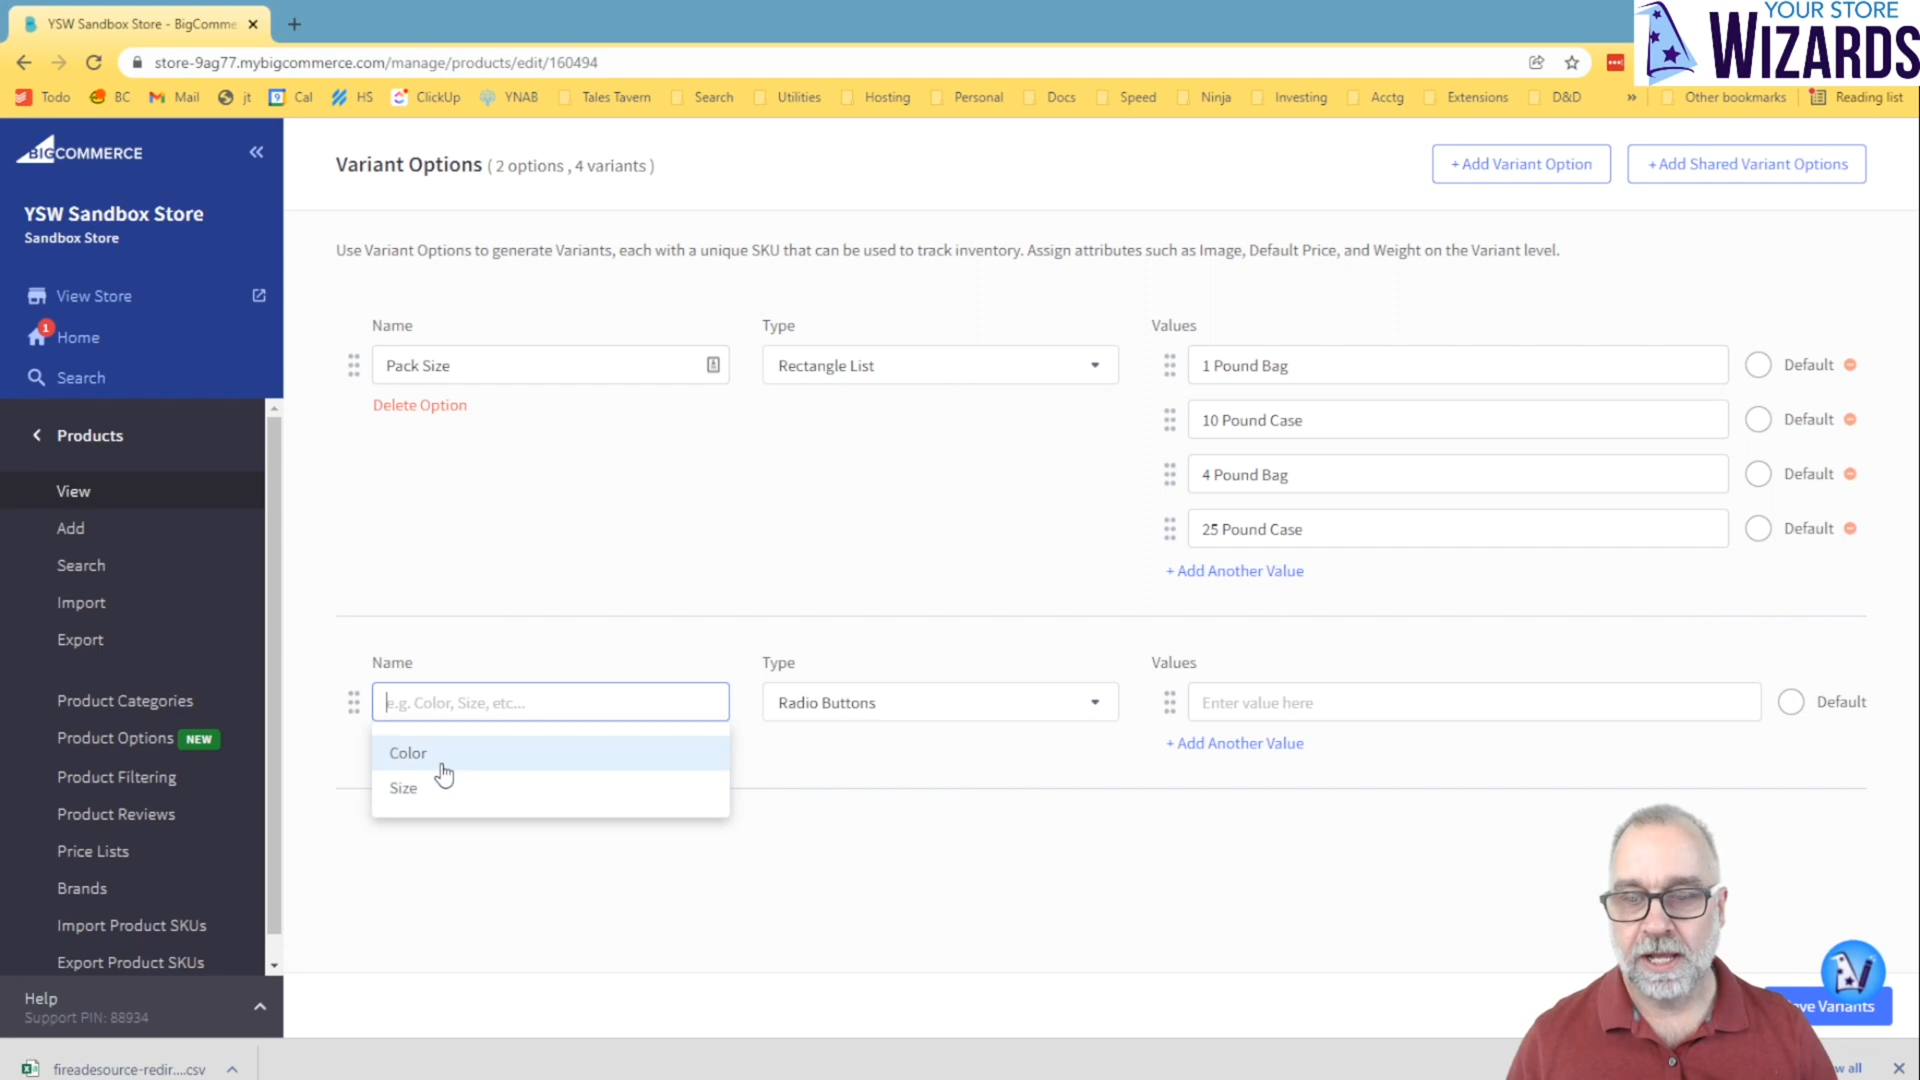 YSW Sandbox Store - BigComme
YOUR STORE
WIZARDS
store-9ag77.mybigcommerce.com/manage/products/edit/160494
Todo BC Mail jt Cal HS ClickUp YNAB Tales Tavern Search Utilities Hosting Personal Docs Speed Ninja Investing Acctg Extensions D&D » Other bookmarks Reading list
BIGCOMMERCE
YSW Sandbox Store
Sandbox Store
View Store
1
Home
Search
Products
View
Add
Search
Import
Export
Product Categories
Product Options NEW
Product Filtering
Product Reviews
Price Lists
Brands
Import Product SKUs
Export Product SKUs
Help
Support PIN: 88934
Variant Options ( 2 options , 4 variants )
+ Add Variant Option
+ Add Shared Variant Options
Use Variant Options to generate Variants, each with a unique SKU that can be used to track inventory. Assign attributes such as Image, Default Price, and Weight on the Variant level.
Name Type Values
Pack Size Rectangle List 1 Pound Bag Default
Delete Option
10 Pound Case Default
4 Pound Bag Default
25 Pound Case Default
+ Add Another Value
Name Type Values
e.g. Color, Size, etc... Radio Buttons Enter value here Default
+ Add Another Value
Color
Size
ve Variants
fireadesource-redir....csv
w all